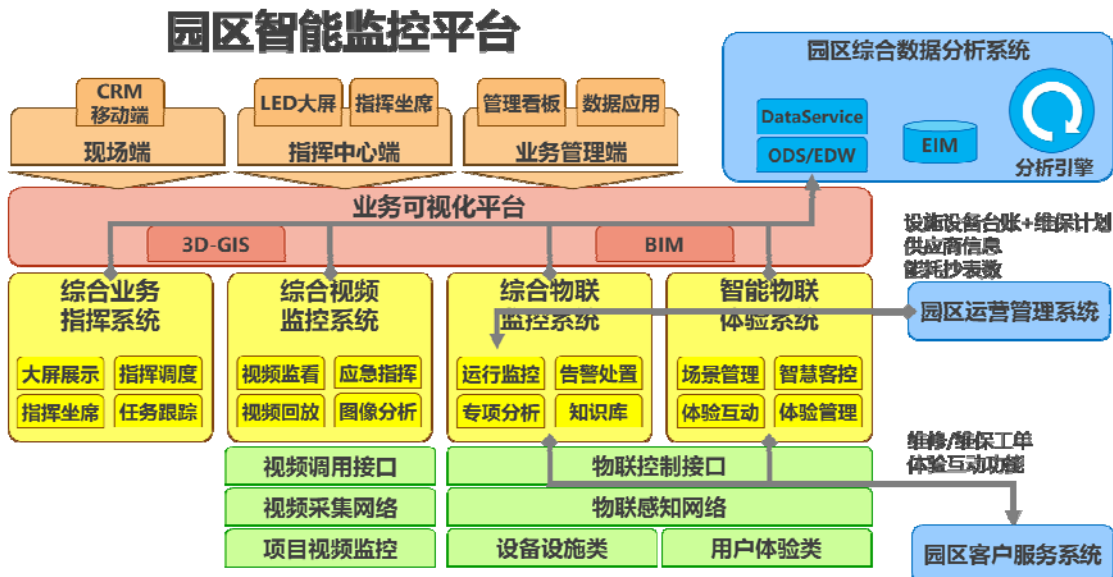 园区智能监控平台
园区综合数据分析系统
CRM
移动端
LED大屏
指挥坐席
管理看板
数据应用
现场端
指挥中心端
业务管理端
DataService
ODS/EDW
EIM
分析引擎
业务可视化平台
3D-GIS
BIM
设施设备台账+维保计划
供应商信息
能耗抄表数
综合业务
指挥系统
综合视频
监控系统
综合物联
监控系统
智能物联
体验系统
园区运营管理系统
大屏展示
指挥调度
指挥坐席
任务跟踪
视频监看
应急指挥
视频回放
图像分析
运行监控
告警处置
专项分析
知识库
场景管理
智慧客控
体验互动
体验管理
维修/维保工单
体验互动功能
视频调用接口
物联控制接口
视频采集网络
物联感知网络
项目视频监控
设备设施类
用户体验类
园区客户服务系统